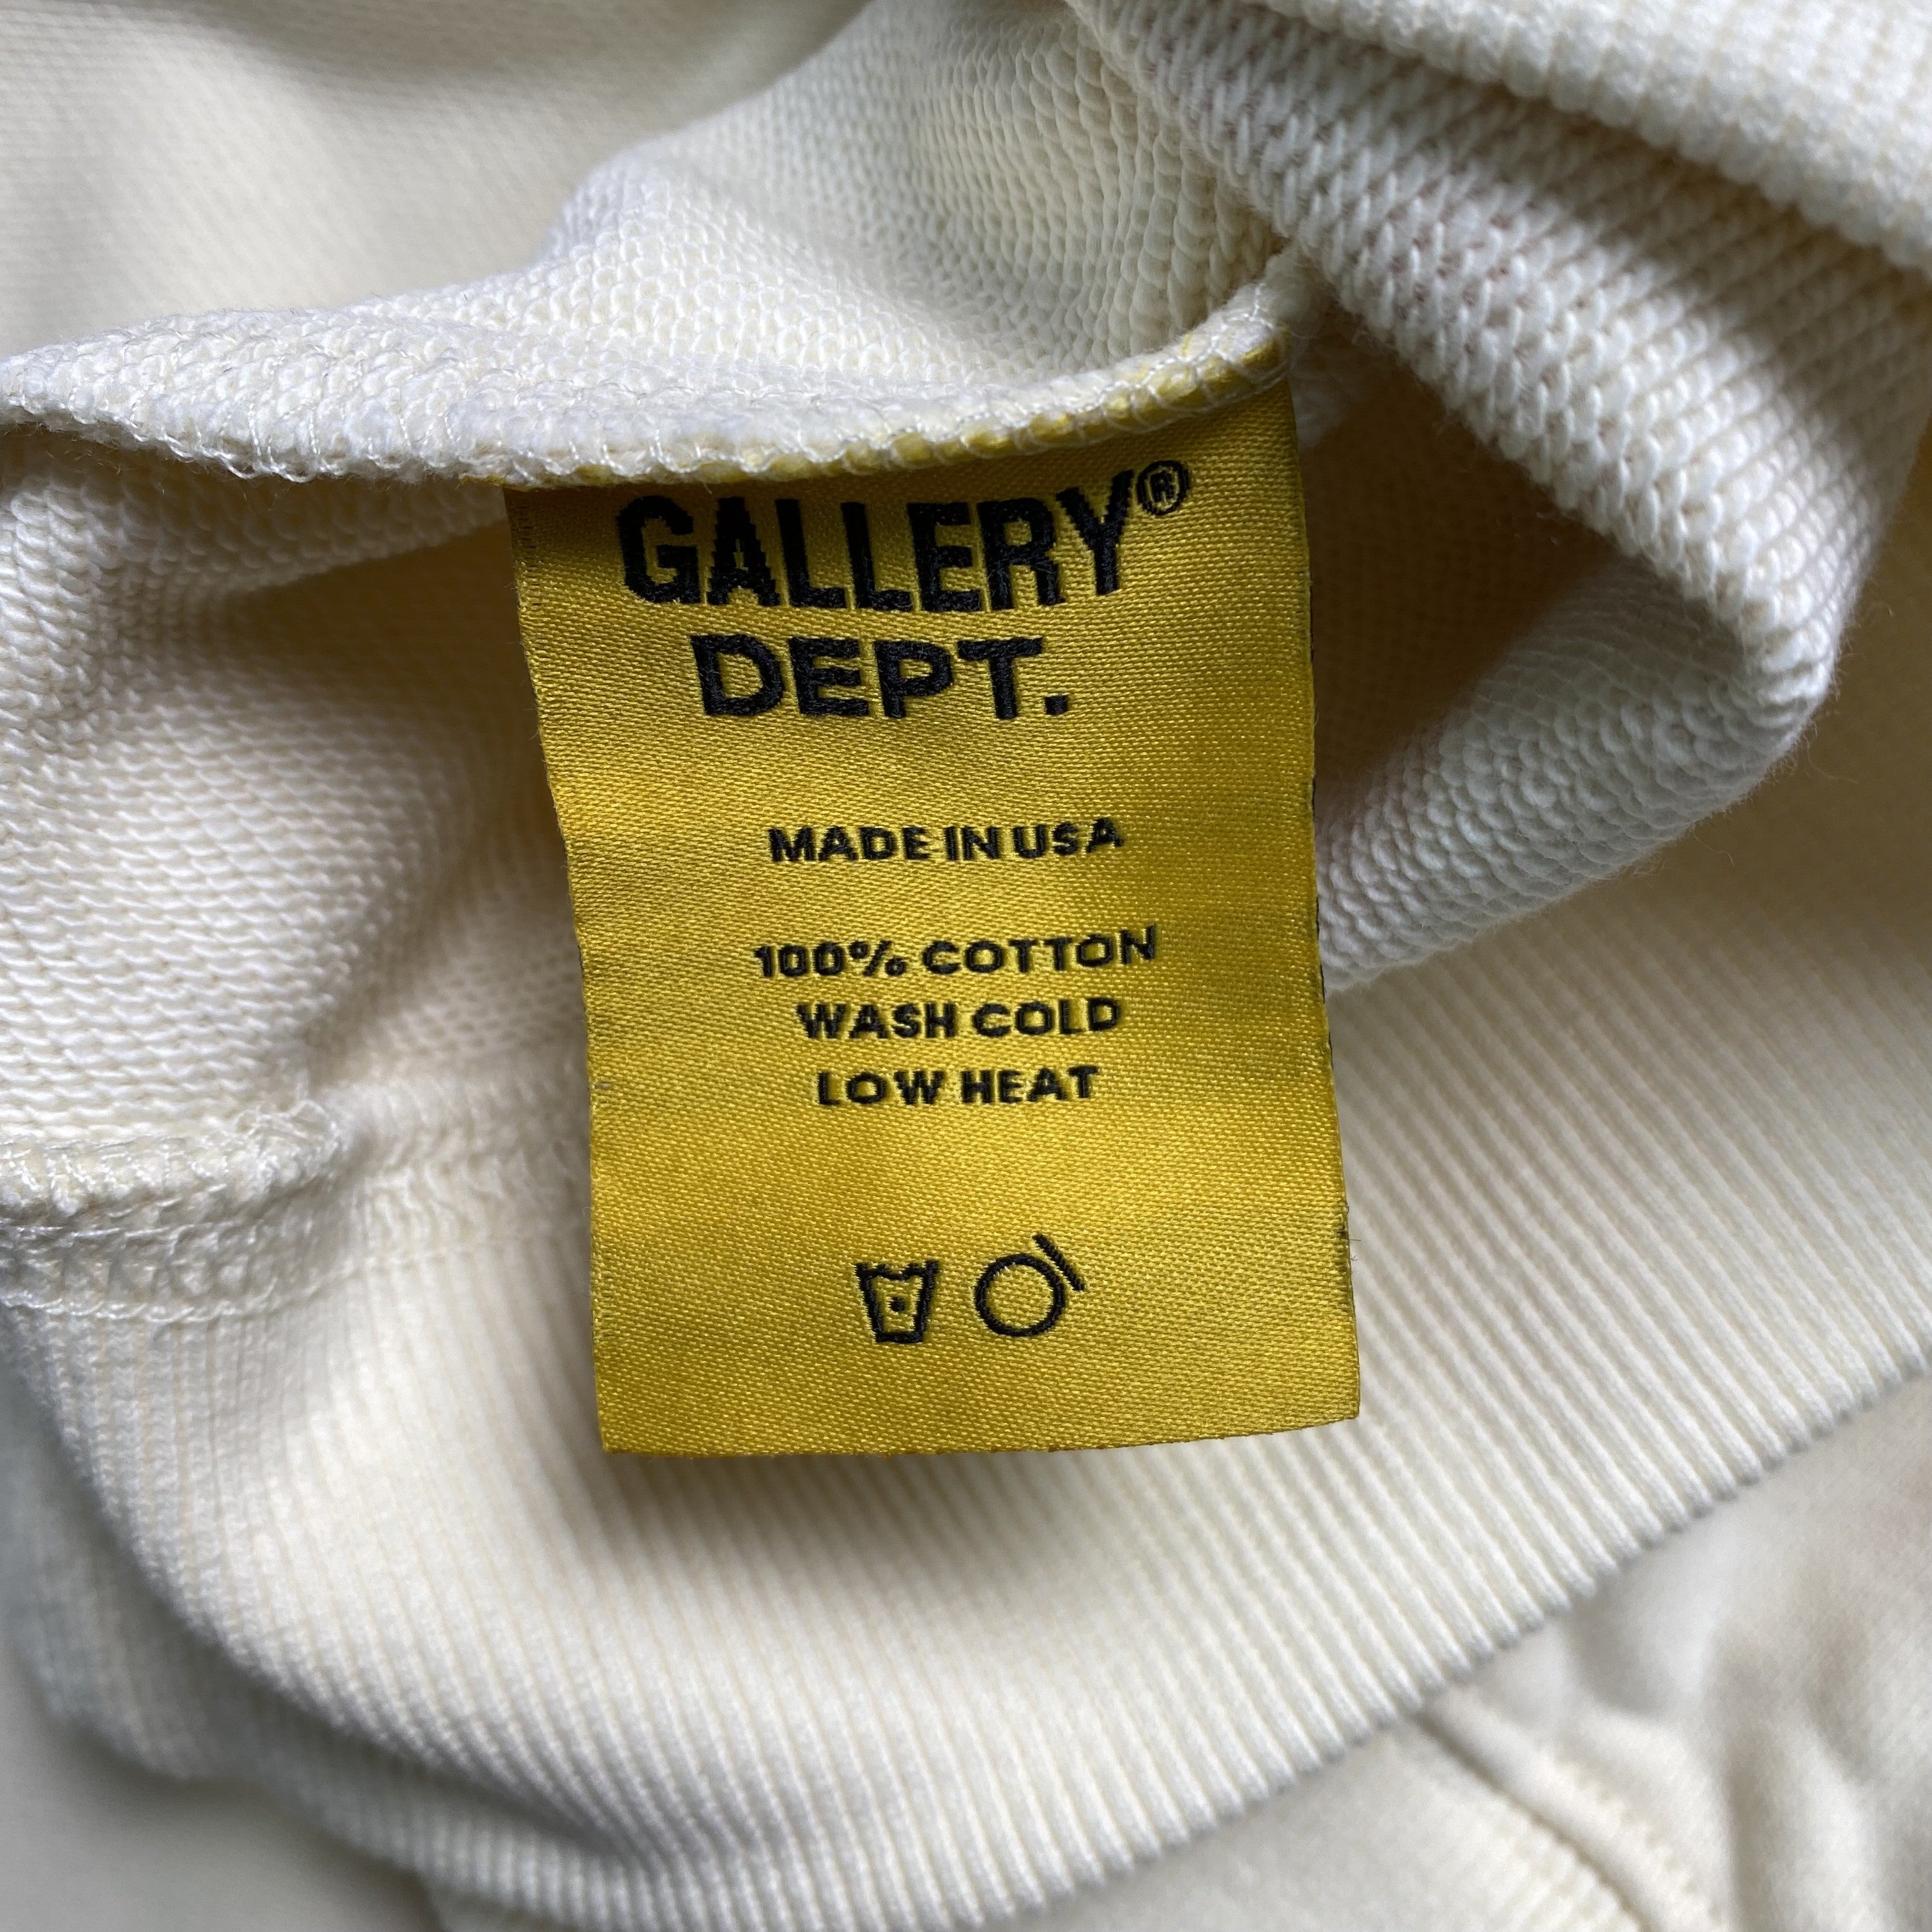 GALLERY®
DEPT.
MADE IN USA
100% COTTON
WASH COLD
LOW HEAT